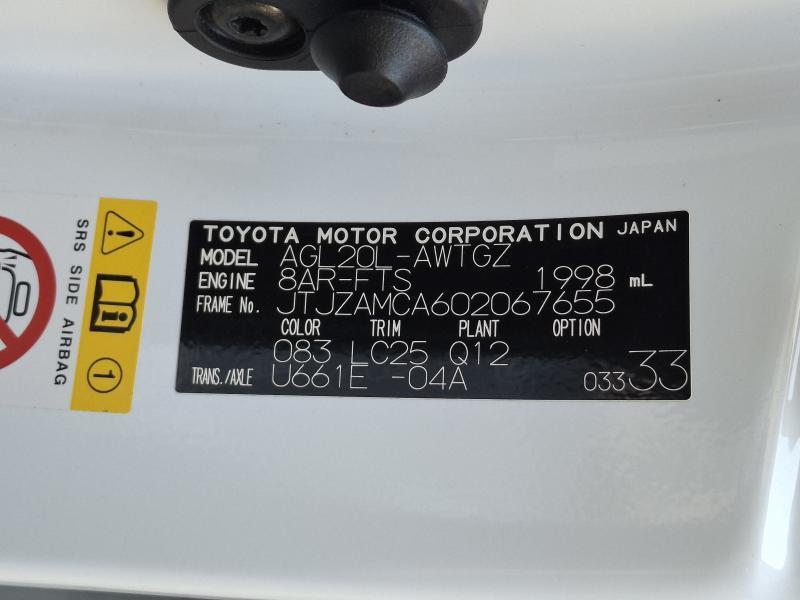 SRS SIDE AIRBAG
1
TOYOTA MOTOR CORPORATION JAPAN
MODEL AGL20L-AWTGZ
ENGINE 8AR-FTS 1998 mL
FRAME No. JTJZAMCA602067655
COLOR TRIM PLANT OPTION
083 LC25 Q12
TRANS./AXLE U661E -04A 033 33